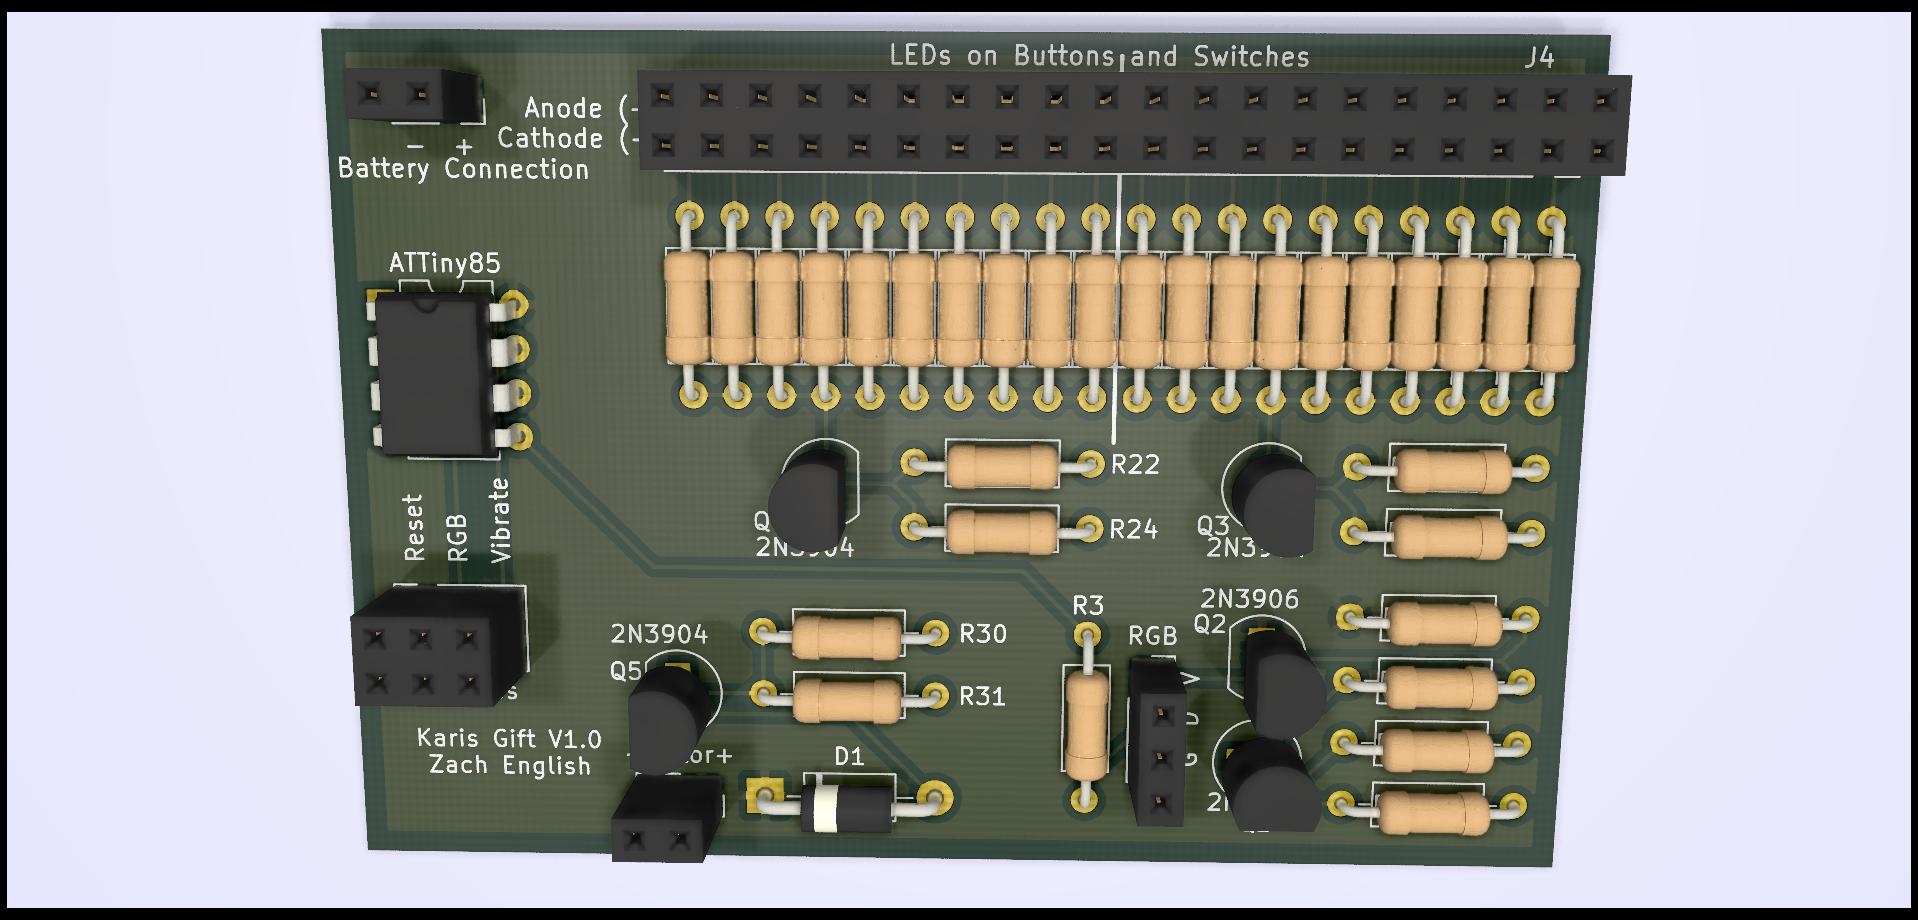 LEDs on Buttons and Switches
J4
Anode (-
Cathode (-
- +
Battery Connection
ATTiny85
Reset
RGB
Vibrate
R22
R24
Q3
2N3904
R3
RGB
2N3906
Q2
2N3904
Q5
R30
R31
Karis Gift V1.0
Zach English
D1